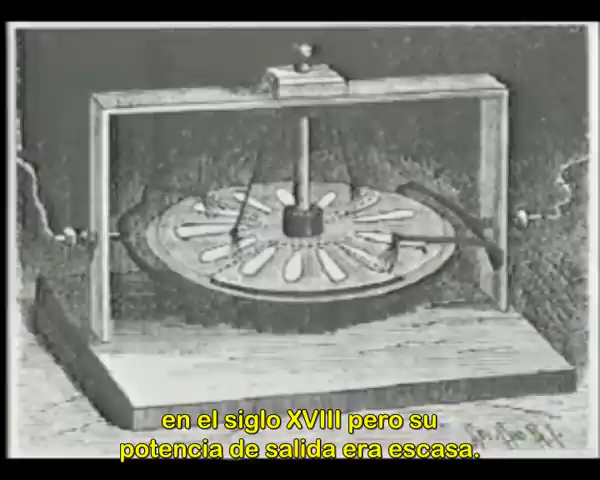 en el siglo XVIII pero su
potencia de salida era escasa.